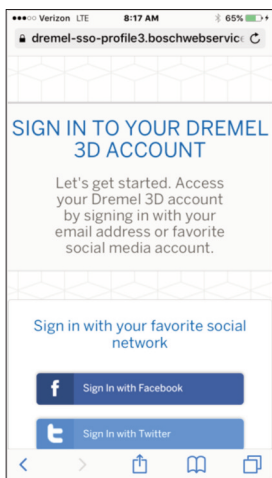 Verizon LTE 8:17 AM 65%
dremel-sso-profile3.boschwebservic
SIGN IN TO YOUR DREMEL
3D ACCOUNT
Let's get started. Access
your Dremel 3D account
by signing in with your
email address or favorite
social media account.
Sign in with your favorite social
network
f Sign In with Facebook
t Sign In with Twitter